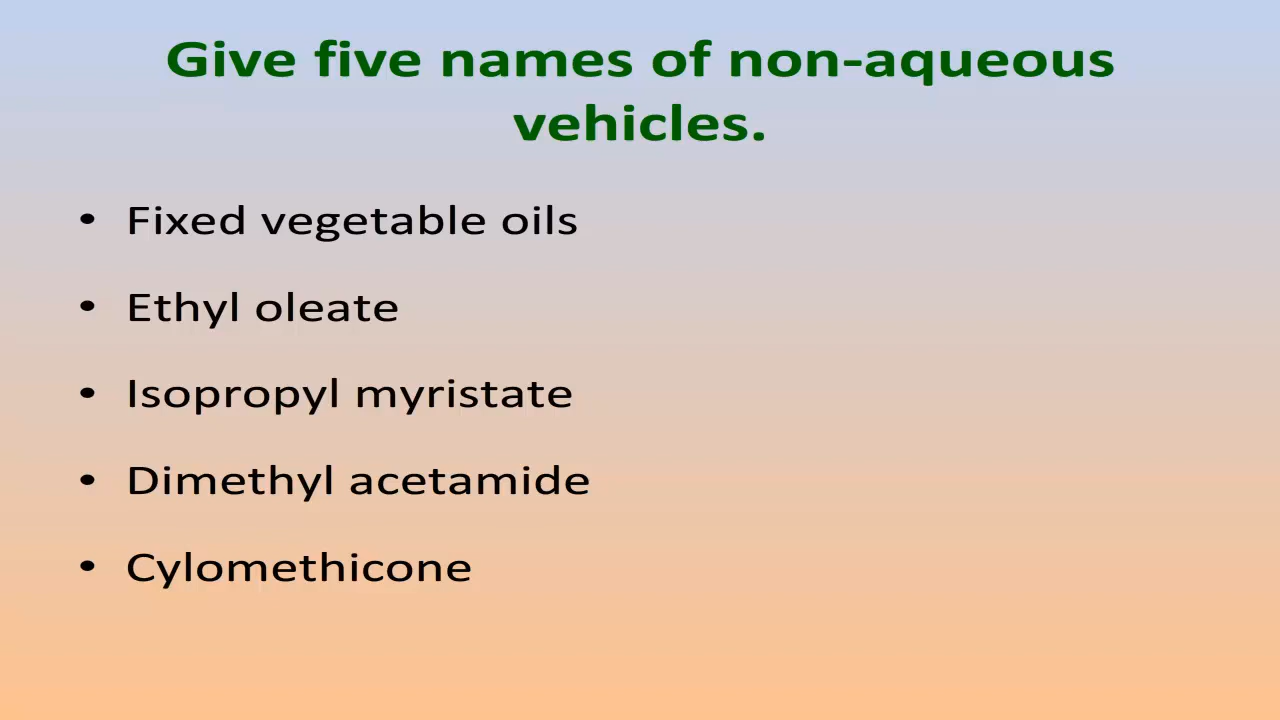 Give five names of non-aqueous
vehicles.
• Fixed vegetable oils
• Ethyl oleate
• Isopropyl myristate
• Dimethyl acetamide
• Cylomethicone